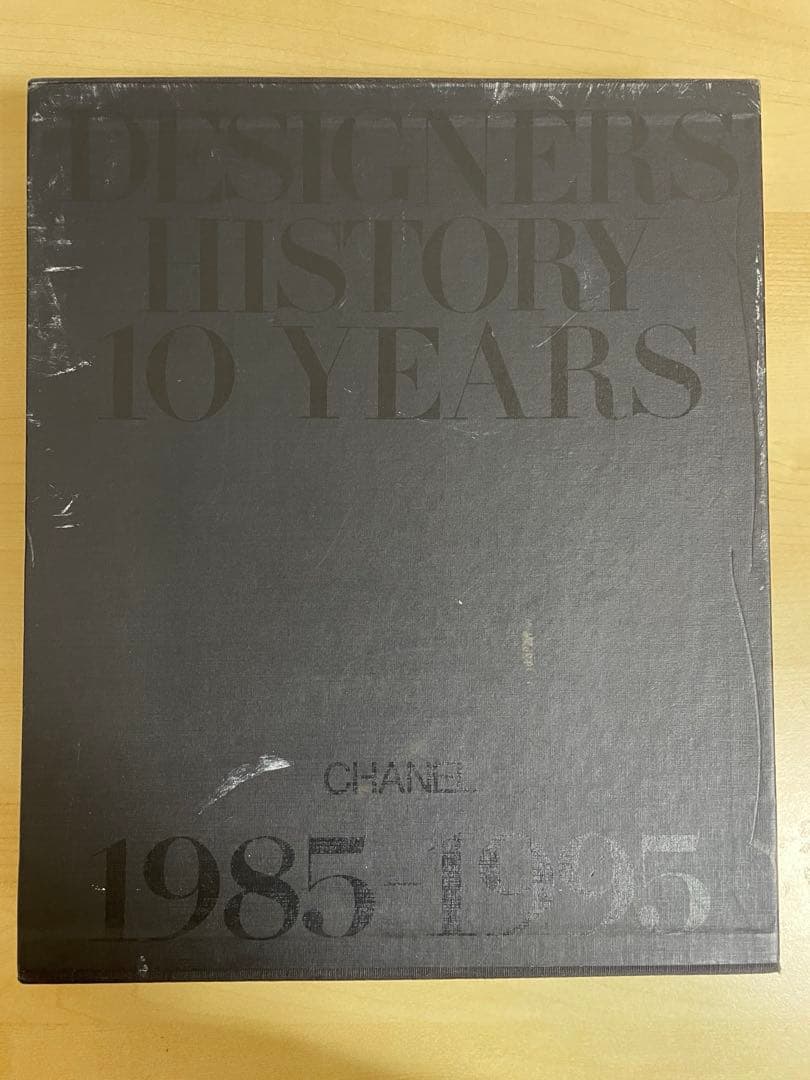 DESIGNERS
HISTORY
10 YEARS
CHANEL
1985-1995